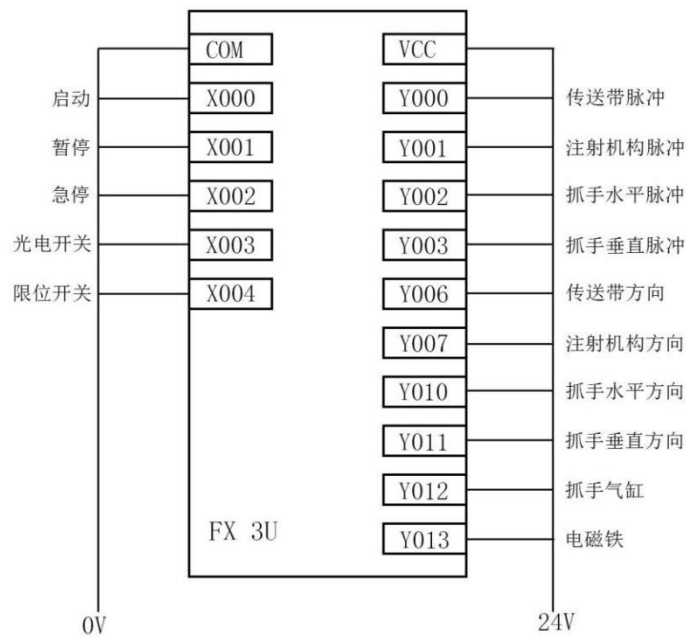 COM VCC
启动 X000 Y000 传送带脉冲
暂停 X001 Y001 注射机构脉冲
急停 X002 Y002 抓手水平脉冲
光电开关 X003 Y003 抓手垂直脉冲
限位开关 X004 Y006 传送带方向
Y007 注射机构方向
Y010 抓手水平方向
Y011 抓手垂直方向
Y012 抓手气缸
FX 3U Y013 电磁铁
0V 24V